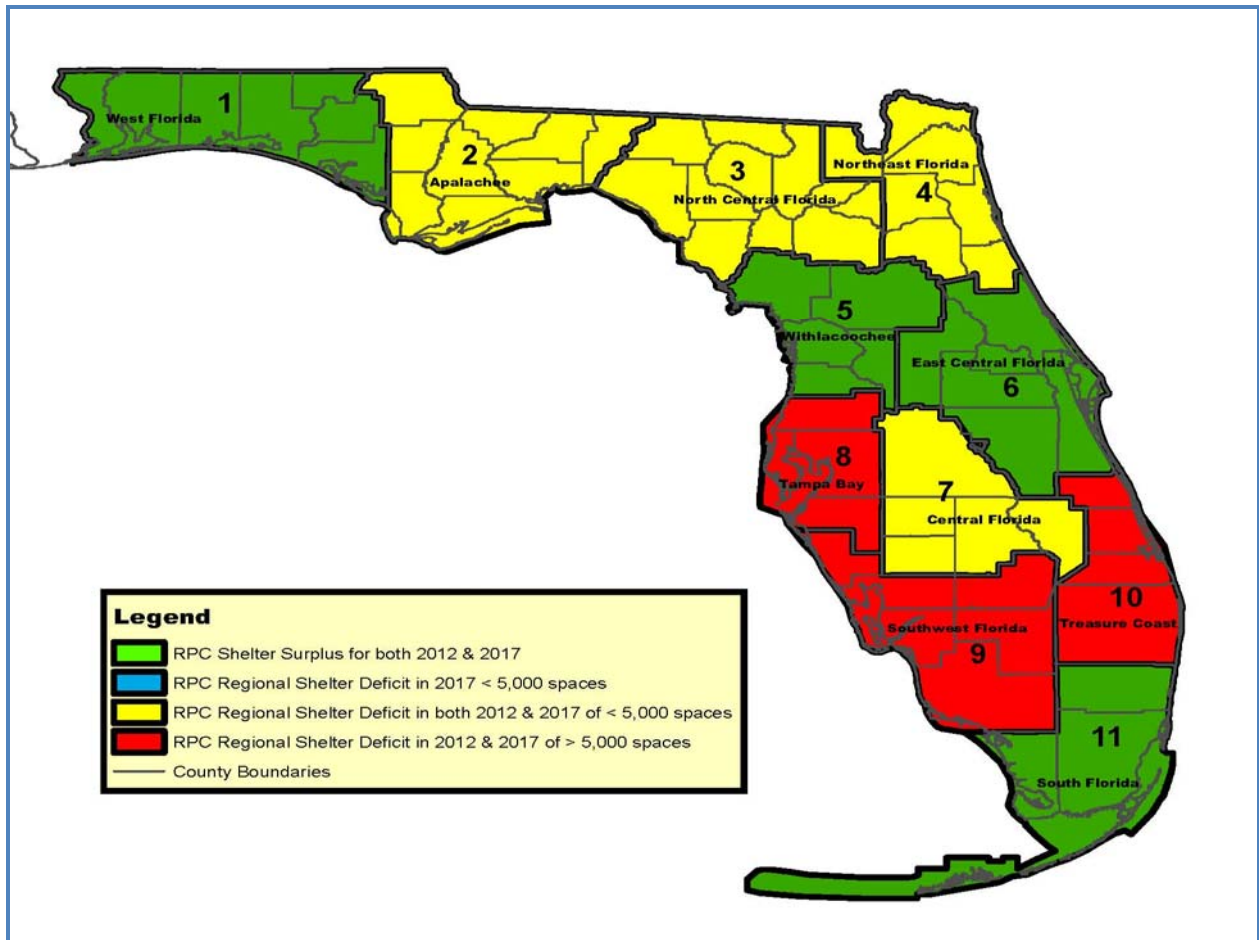 1
West Florida
2
Apalachee
3
North Central Florida
Northeast Florida
4
5
Withlacoochee
East Central Florida
6
8
Tampa Bay
7
Central Florida
10
Treasure Coast
Southwest Florida
9
11
South Florida
Legend
RPC Shelter Surplus for both 2012 & 2017
RPC Regional Shelter Deficit in 2017 < 5,000 spaces
RPC Regional Shelter Deficit in both 2012 & 2017 of < 5,000 spaces
RPC Regional Shelter Deficit in 2012 & 2017 of > 5,000 spaces
County Boundaries